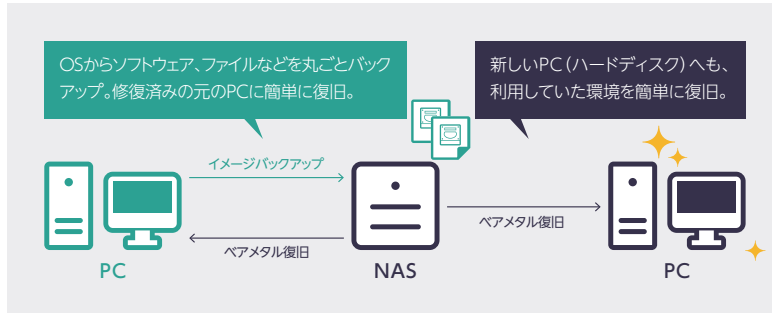 OSからソフトウェア、ファイルなどを丸ごとバック
アップ。修復済みの元のPCに簡単に復旧。
新しいPC(ハードディスク)へも、
利用していた環境を簡単に復旧。
イメージバックアップ
ベアメタル復旧
ベアメタル復旧
PC
NAS
PC